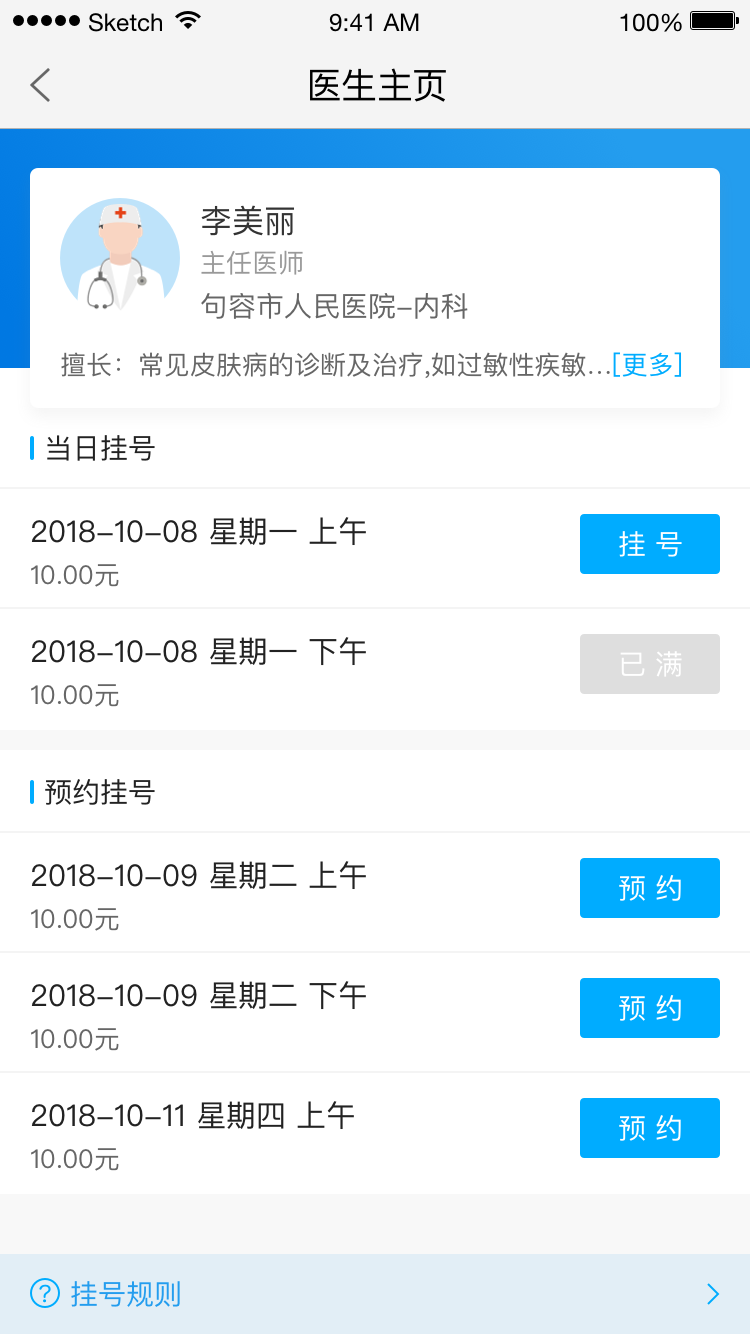 Sketch 9:41 AM 100%
医生主页
李美丽
主任医师
句容市人民医院–内科
擅长：常见皮肤病的诊断及治疗,如过敏性疾敏...[更多]
当日挂号
2018–10–08 星期一 上午
挂 号
10.00元
2018–10–08 星期一 下午
已 满
10.00元
预约挂号
2018–10–09 星期二 上午
预 约
10.00元
2018–10–09 星期二 下午
预 约
10.00元
2018–10–11 星期四 上午
预 约
10.00元
? 挂号规则